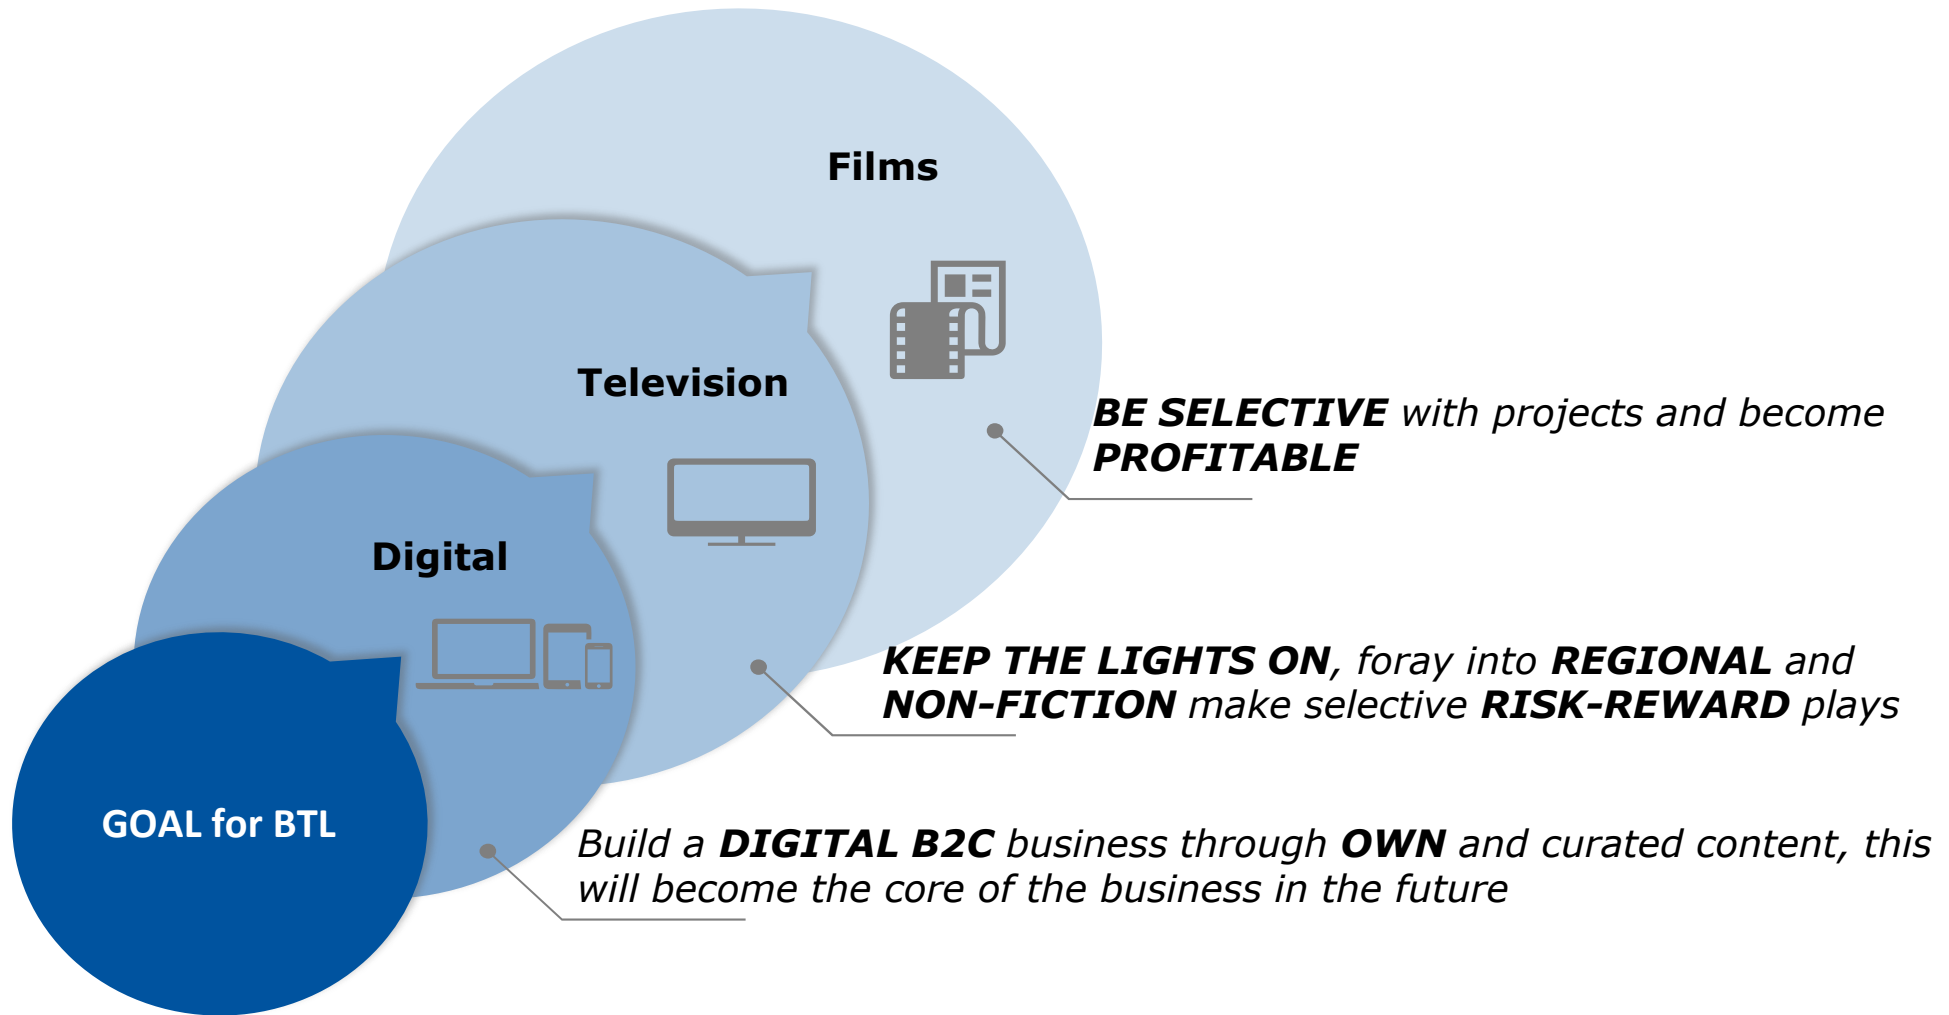 Films
BE SELECTIVE with projects and become
PROFITABLE
Television
KEEP THE LIGHTS ON, foray into REGIONAL and
NON-FICTION make selective RISK-REWARD plays
Digital
Build a DIGITAL B2C business through OWN and curated content, this
will become the core of the business in the future
GOAL for BTL